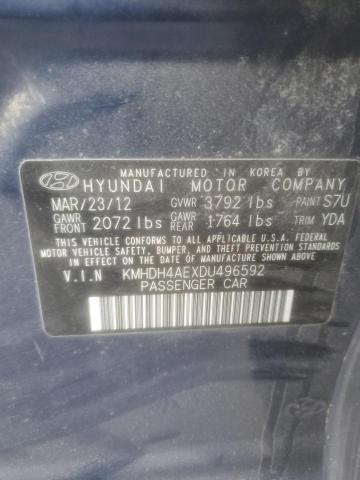 MANUFACTURED IN KOREA BY
HYUNDAI MOTOR COMPANY
MAR/23/12 GVWR 3792 lbs PAINT S7U
GAWR FRONT 2072 lbs GAWR REAR 1764 lbs TRIM YDA
THIS VEHICLE CONFORMS TO ALL APPLICABLE U.S.A. FEDERAL
MOTOR VEHICLE SAFETY, BUMPER, AND THEFT PREVENTION
STANDARDS IN EFFECT ON THE DATE OF MANUFACTURE SHOWN
ABOVE.
V.I.N KMHDH4AEXDU496592
PASSENGER CAR